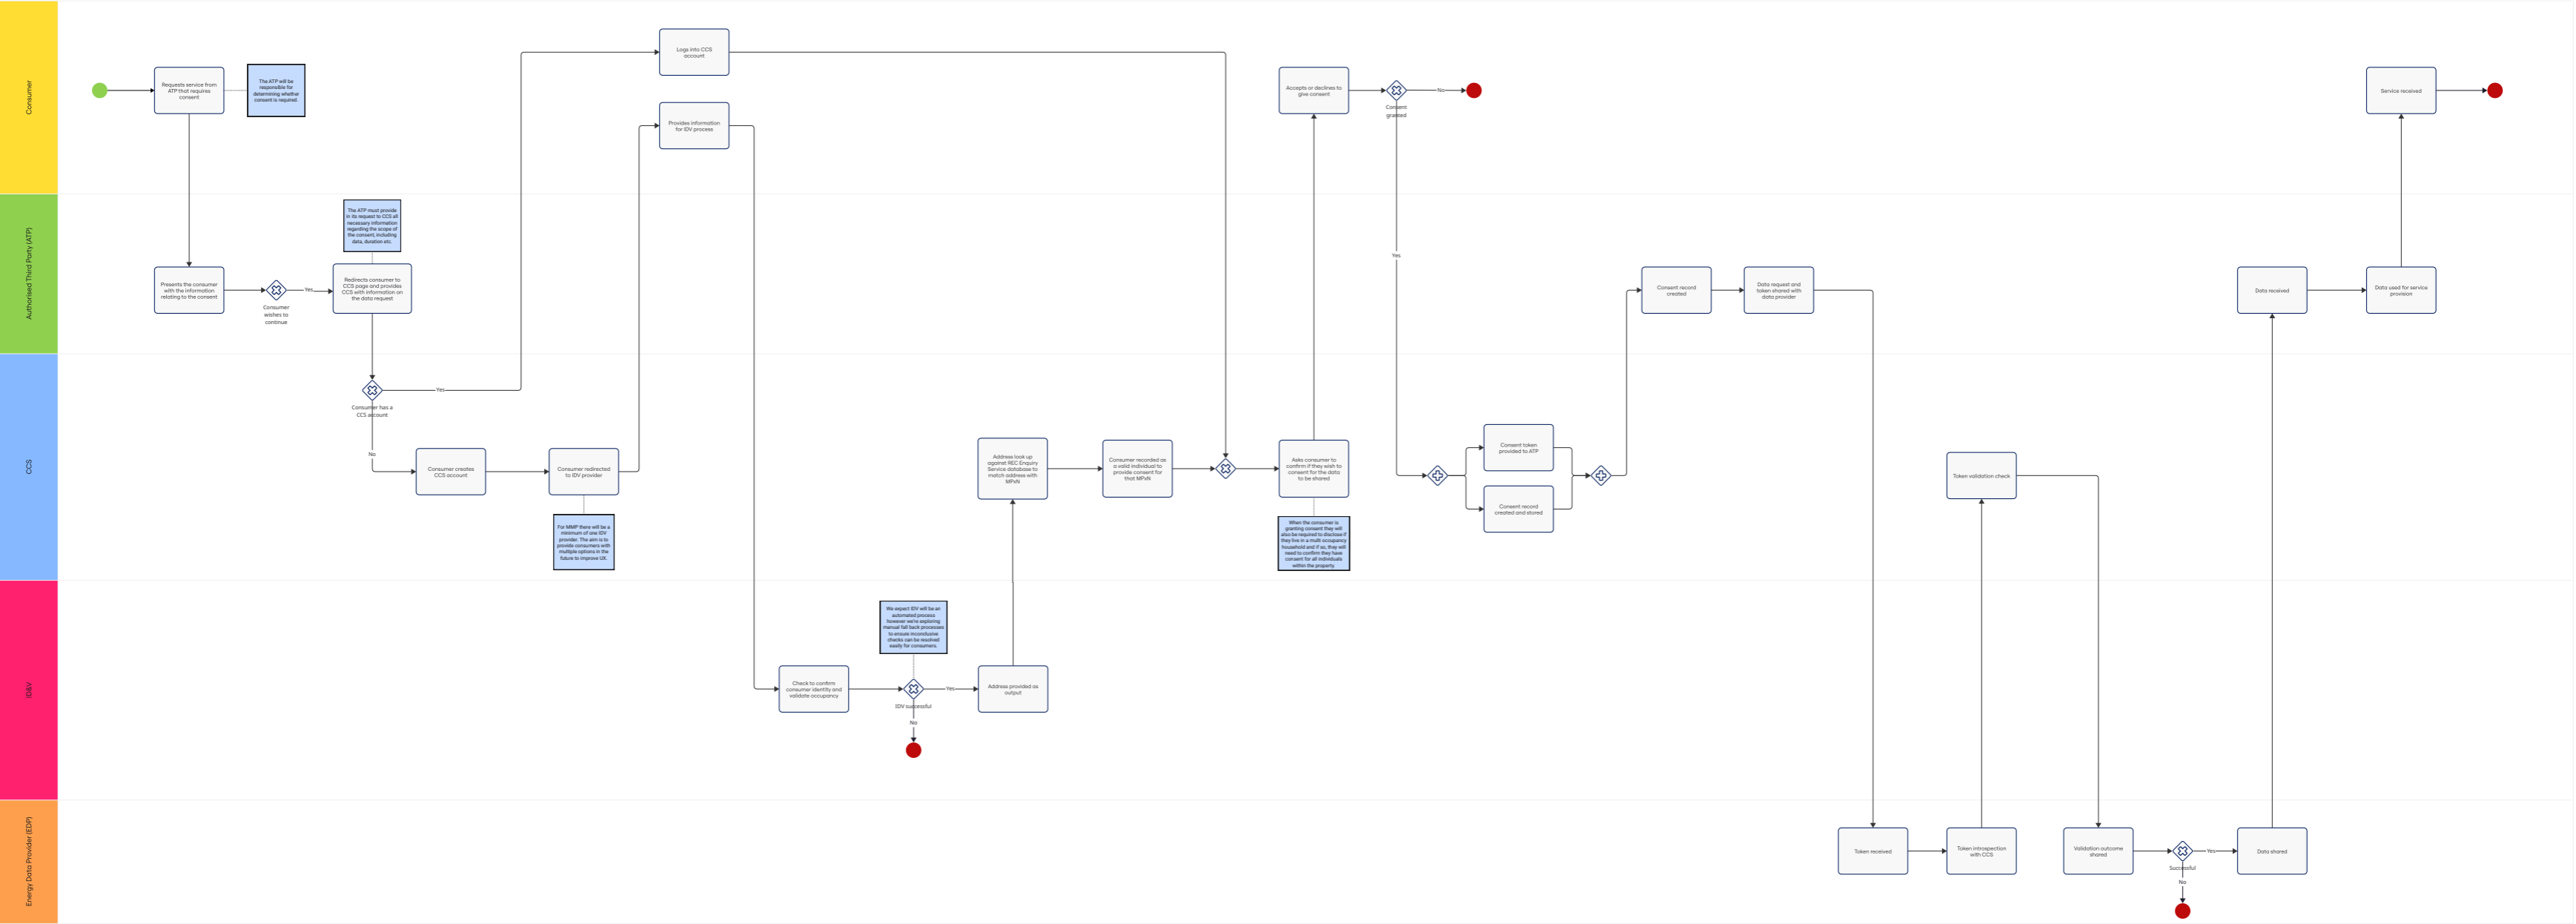 Consumer
Requests service from
ATP that requires
consent
The ATP will be
responsible for
determining whether
consent is required.
Logs into CCS
account
Provides information
for IDV process
Accepts or declines to
give consent
No
Consent
granted
Service received
Authorised Third Party (ATP)
Presents the consumer
with the information
relating to the consent
Consumer
wishes to
continue
Yes
The ATP must provide
in its request to CCS all
necessary information
regarding the scope of
the consent, including
data, duration etc.
Redirects consumer to
CCS page and provides
CCS with information on
the data request
Yes
Consent record
created
Data request and
token shared with
data provider
Data received
Data used for service
provision
CCS
Consumer has a
CCS account
Yes
No
Consumer creates
CCS account
Consumer redirected
to IDV provider
For MMP there will be a
minimum of one IDV
provider. The aim is to
provide consumers with
multiple options in the
future to improve UX.
Address look up
against REC Enquiry
Service database to
match address with
MPxN
Consumer recorded as
a valid individual to
provide consent for
that MPxN
Asks consumer to
confirm if they wish to
consent for the data
to be shared
When the consumer is
granting consent they will
also be required to disclose if
they live in a multi occupancy
household and if so, they will
need to confirm they have
consent for all individuals
within the property.
Consent token
provided to ATP
Consent record
created and stored
Token validation check
ID&V
Check to confirm
consumer identity and
validate occupancy
We expect IDV will be an
automated process
however we're exploring
manual fall back processes
to ensure inconclusive
checks can be resolved
easily for consumers.
IDV successful
Yes
No
Address provided as
output
Energy Data Provider (EDP)
Token received
Token introspection
with CCS
Validation outcome
shared
Successful
Yes
No
Data shared